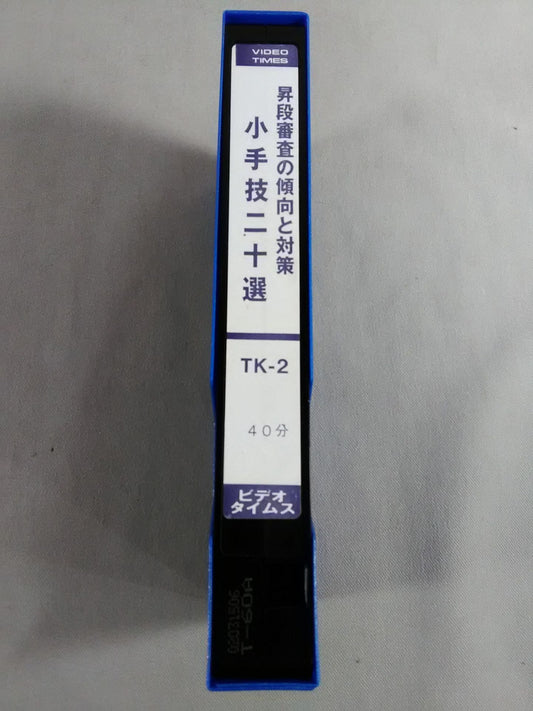 VIDEO
TIMES
昇段審査の傾向と対策
小手技二十選
TK-2
40分
ビデオ
タイムス
T-60A